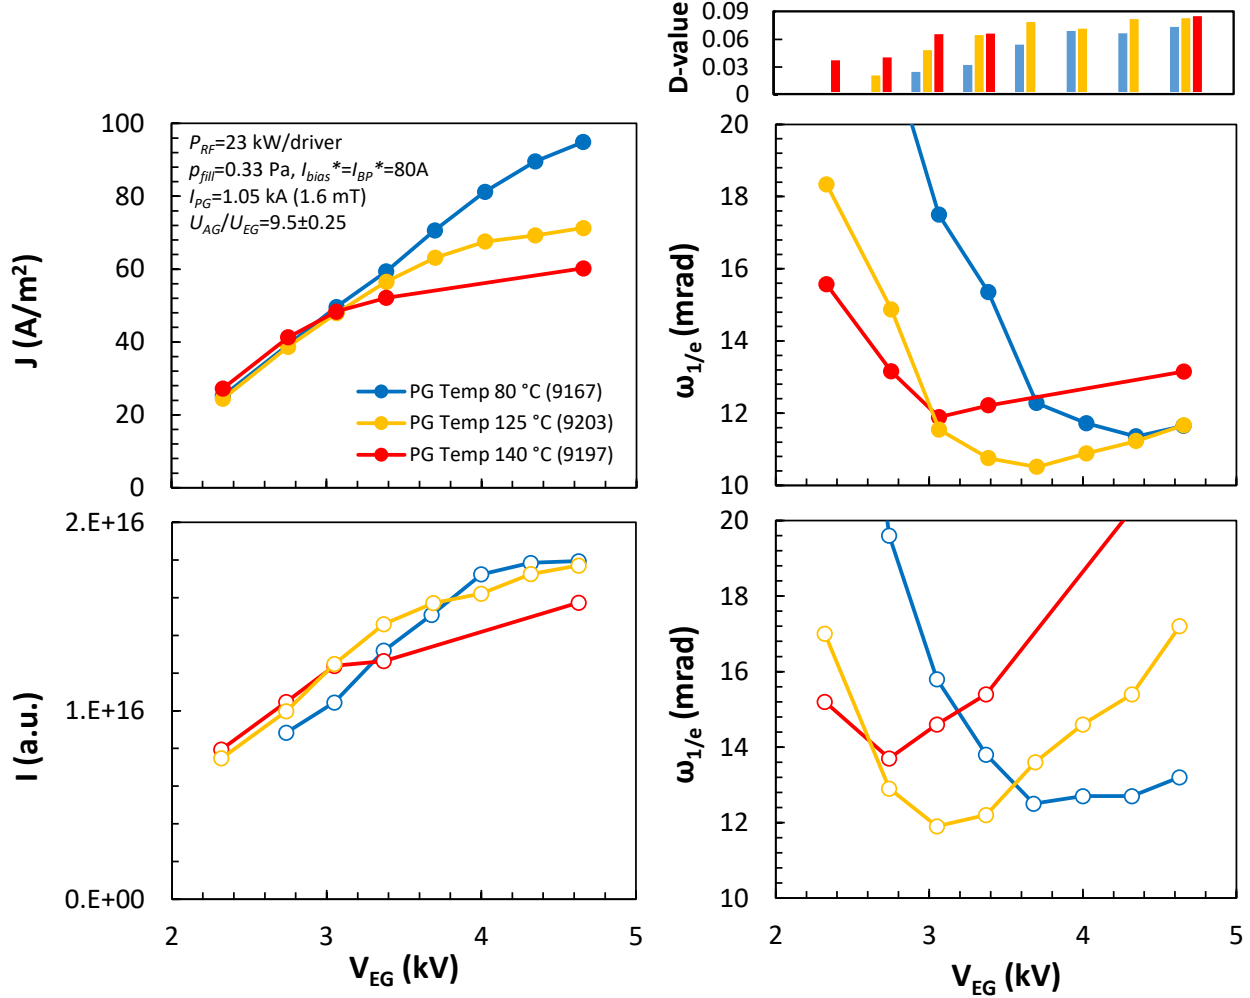 D-value
0.09
0.06
0.03
0
J (A/m²)
100
80
60
40
20
0
P_RF=23 kW/driver
p_fill=0.33 Pa, I_bias*=I_BP*=80A
I_PG=1.05 kA (1.6 mT)
U_AG/U_EG=9.5±0.25
PG Temp 80 °C (9167)
PG Temp 125 °C (9203)
PG Temp 140 °C (9197)
ω_1/e (mrad)
20
18
16
14
12
10
I (a.u.)
2.E+16
1.E+16
0.E+00
2 3 4 5
V_EG (kV)
ω_1/e (mrad)
20
18
16
14
12
10
2 3 4 5
V_EG (kV)